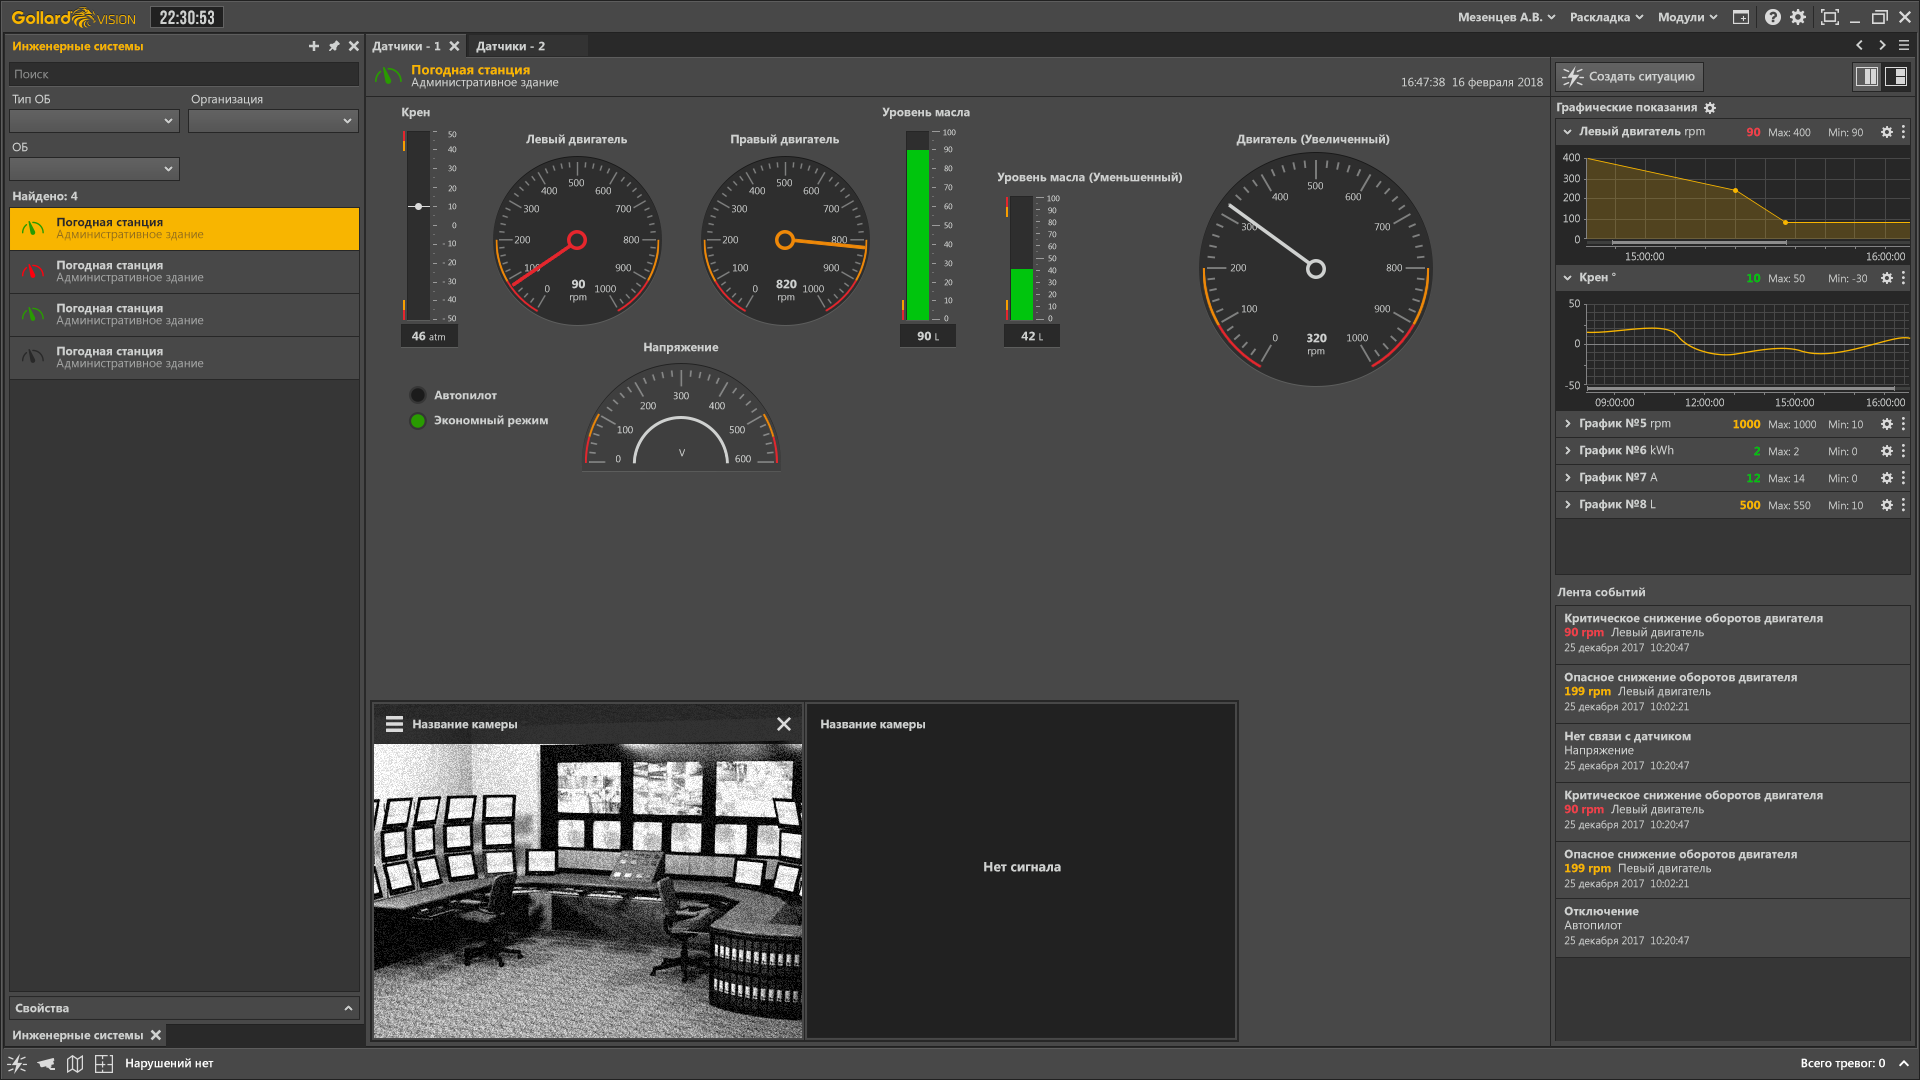 Gollard VISION 22:30:53
Мезенцев А.В. Раскладка Модули
Инженерные системы
Поиск
Тип ОБ Организация
ОБ
Найдено: 4
Погодная станция
Административное здание
Погодная станция
Административное здание
Погодная станция
Административное здание
Погодная станция
Административное здание
Свойства
Инженерные системы
Нарушений нет
Датчики - 1 Датчики - 2
Погодная станция
Административное здание
16:47:38 16 февраля 2018
Крен
50
40
30
20
10
0
- 10
- 20
- 30
- 40
- 50
46 atm
Левый двигатель
0 100 200 300 400 500 600 700 800 900 1000
90
rpm
Правый двигатель
0 100 200 300 400 500 600 700 800 900 1000
820
rpm
Уровень масла
100
90
80
70
60
50
40
30
20
10
0
90 L
Уровень масла (Уменьшенный)
100
90
80
70
60
50
40
30
20
10
0
42 L
Двигатель (Увеличенный)
0 100 200 300 400 500 600 700 800 900 1000
320
rpm
Автопилот
Экономный режим
Напряжение
0 100 200 300 400 500 600
V
Название камеры
Название камеры
Нет сигнала
Создать ситуацию
Графические показания
Левый двигатель rpm 90 Max: 400 Min: 90
400
300
200
100
0
15:00:00 16:00:00
Крен ° 10 Max: 50 Min: -30
50
0
-50
09:00:00 12:00:00 15:00:00 16:00:00
График №5 rpm 1000 Max: 1000 Min: 10
График №6 kWh 2 Max: 2 Min: 0
График №7 A 12 Max: 14 Min: 0
График №8 L 500 Max: 550 Min: 10
Лента событий
Критическое снижение оборотов двигателя
90 rpm Левый двигатель
25 декабря 2017 10:20:47
Опасное снижение оборотов двигателя
199 rpm Левый двигатель
25 декабря 2017 10:02:21
Нет связи с датчиком
Напряжение
25 декабря 2017 10:20:47
Критическое снижение оборотов двигателя
90 rpm Левый двигатель
25 декабря 2017 10:20:47
Опасное снижение оборотов двигателя
199 rpm Певый двигатель
25 декабря 2017 10:02:21
Отключение
Автопилот
25 декабря 2017 10:20:47
Всего тревог: 0